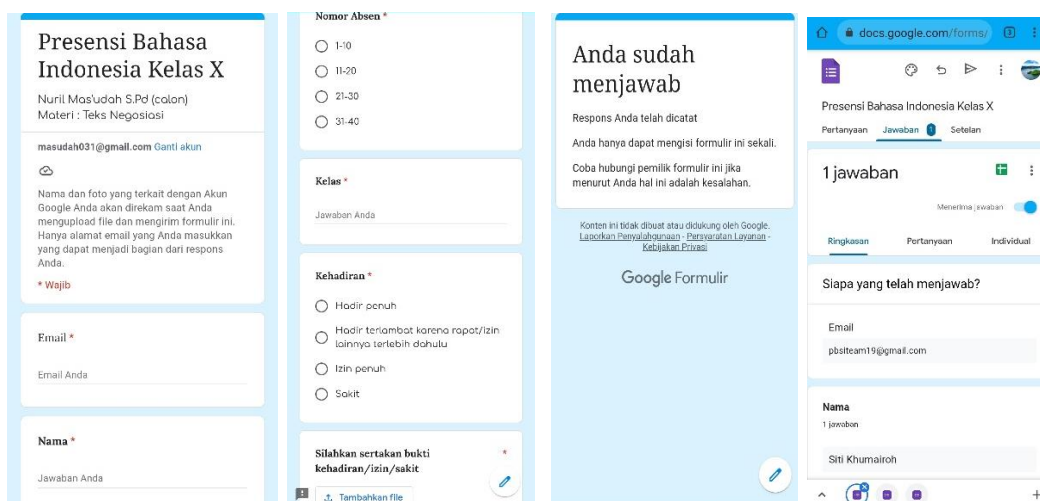 Presensi Bahasa
Indonesia Kelas X
Nuril Mas'udah S.Pd (calon)
Materi : Teks Negosiasi
masudah031@gmail.com Ganti akun
Nama dan foto yang terkait dengan Akun
Google Anda akan direkam saat Anda
mengupload file dan mengirim formulir ini.
Hanya alamat email yang Anda masukkan
yang dapat menjadi bagian dari respons
Anda.
* Wajib
Email *
Email Anda
Nama *
Jawaban Anda
Nomor Absen *
1-10
11-20
21-30
31-40
Kelas *
Jawaban Anda
Kehadiran *
Hadir penuh
Hadir terlambat karena rapat/izin
lainnya terlebih dahulu
Izin penuh
Sakit
Silahkan sertakan bukti *
kehadiran/izin/sakit
Tambahkan file
Anda sudah
menjawab
Respons Anda telah dicatat
Anda hanya dapat mengisi formulir ini sekali.
Coba hubungi pemilik formulir ini jika
menurut Anda hal ini adalah kesalahan.
Konten ini tidak dibuat atau didukung oleh Google.
Laporkan Penyalahgunaan - Persyaratan Layanan -
Kebijakan Privasi
Google Formulir
docs.google.com/forms/
3
Presensi Bahasa Indonesia Kelas X
Pertanyaan Jawaban 1 Setelan
1 jawaban
Menerima jawaban
Ringkasan Pertanyaan Individual
Siapa yang telah menjawab?
Email
pbsiteam19@gmail.com
Nama
1 jawaban
Siti Khumairoh